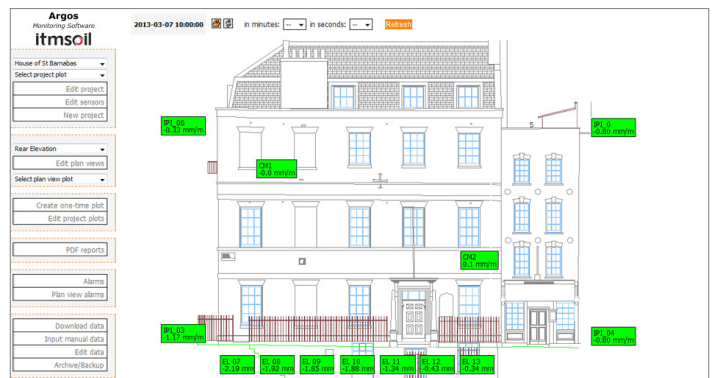 Argos
Monitoring Software
itmsoil
2013-03-07 10:00:00 in minutes: -- in seconds: -- Refresh
House of St Barnabas
Select project plot
Edit project
Edit sensors
New project
Rear Elevation
Edit plan views
Select plan view plot
Create one-time plot
Edit project plots
PDF reports
Alarms
Plan view alarms
Download data
Input manual data
Edit data
Archive/Backup
IPI_06
-0.33 mm/m
CM1
-0.0 mm/m
5
IPI_0
-0.80 mm/m
CM2
0.1 mm/m
IPI_03
-1.17 mm/m
IPI_04
-0.80 mm/m
EL 07
-2.19 mm
EL 08
-1.92 mm
EL 09
-1.85 mm
EL 10
-1.88 mm
EL 11
-1.34 mm
EL 12
-0.43 mm
EL 13
-0.34 mm